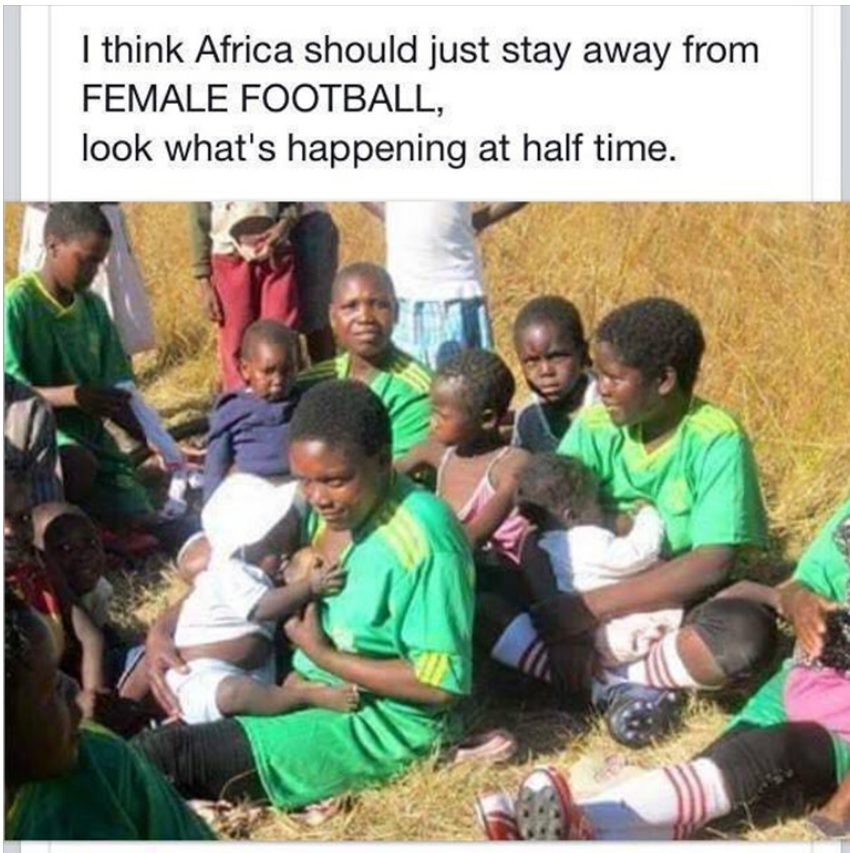 I think Africa should just stay away from
FEMALE FOOTBALL,
look what's happening at half time.